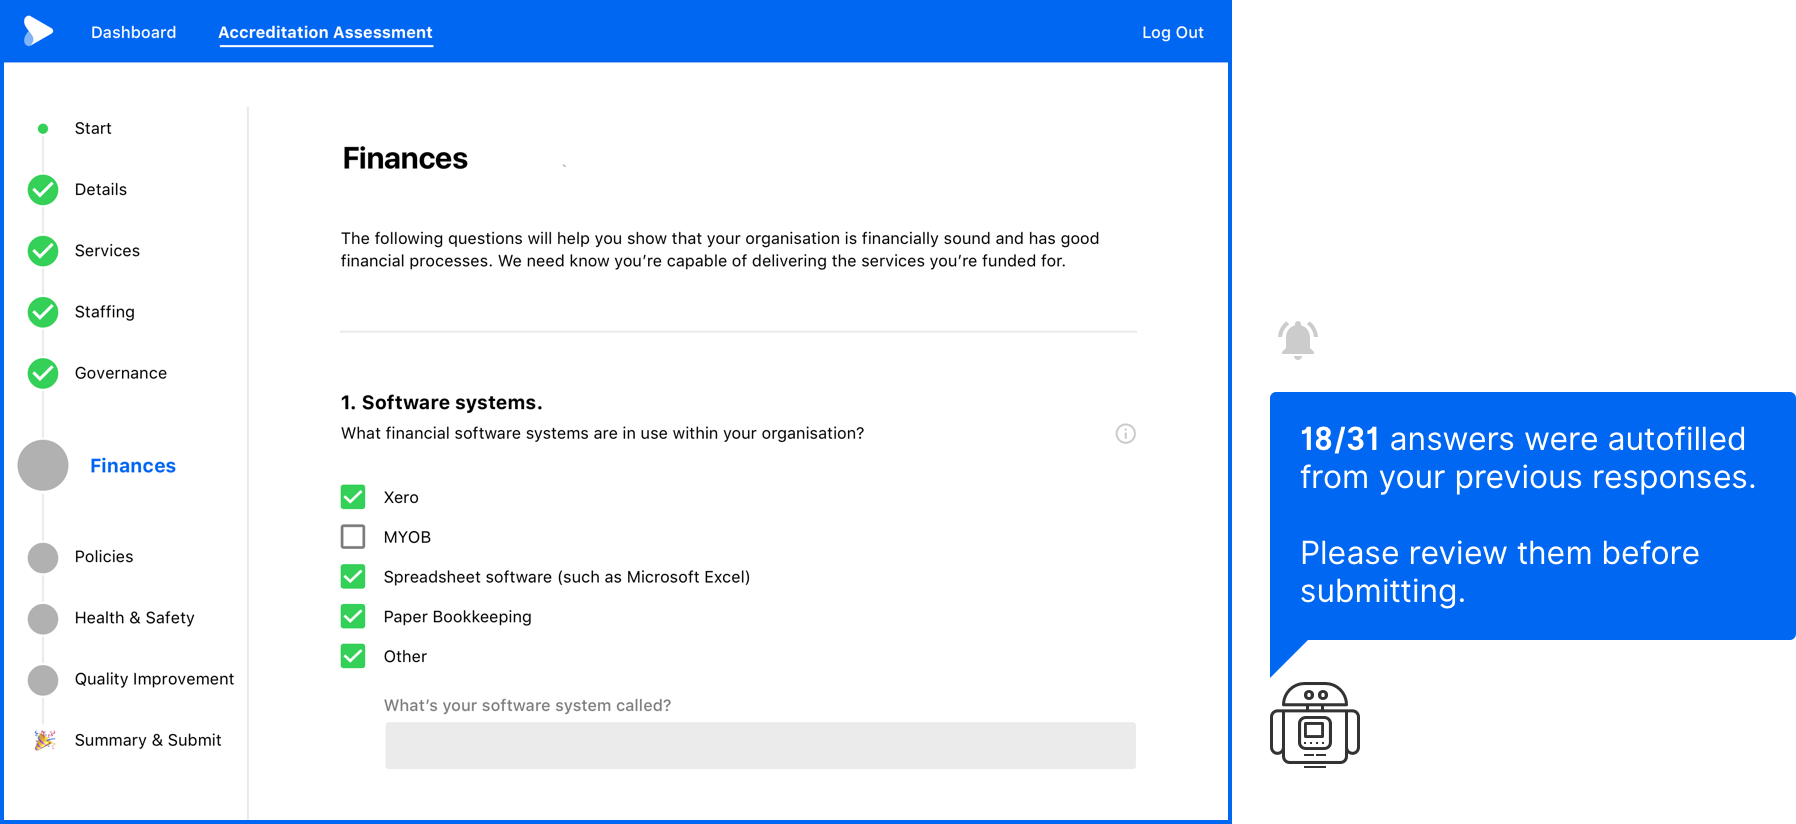 Dashboard
Accreditation Assessment
Log Out
Start
Details
Services
Staffing
Governance
Finances
Policies
Health & Safety
Quality Improvement
Summary & Submit
Finances
The following questions will help you show that your organisation is financially sound and has good
financial processes. We need know you’re capable of delivering the services you’re funded for.
1. Software systems.
What financial software systems are in use within your organisation?
Xero
MYOB
Spreadsheet software (such as Microsoft Excel)
Paper Bookkeeping
Other
What’s your software system called?
18/31 answers were autofilled
from your previous responses.
Please review them before
submitting.